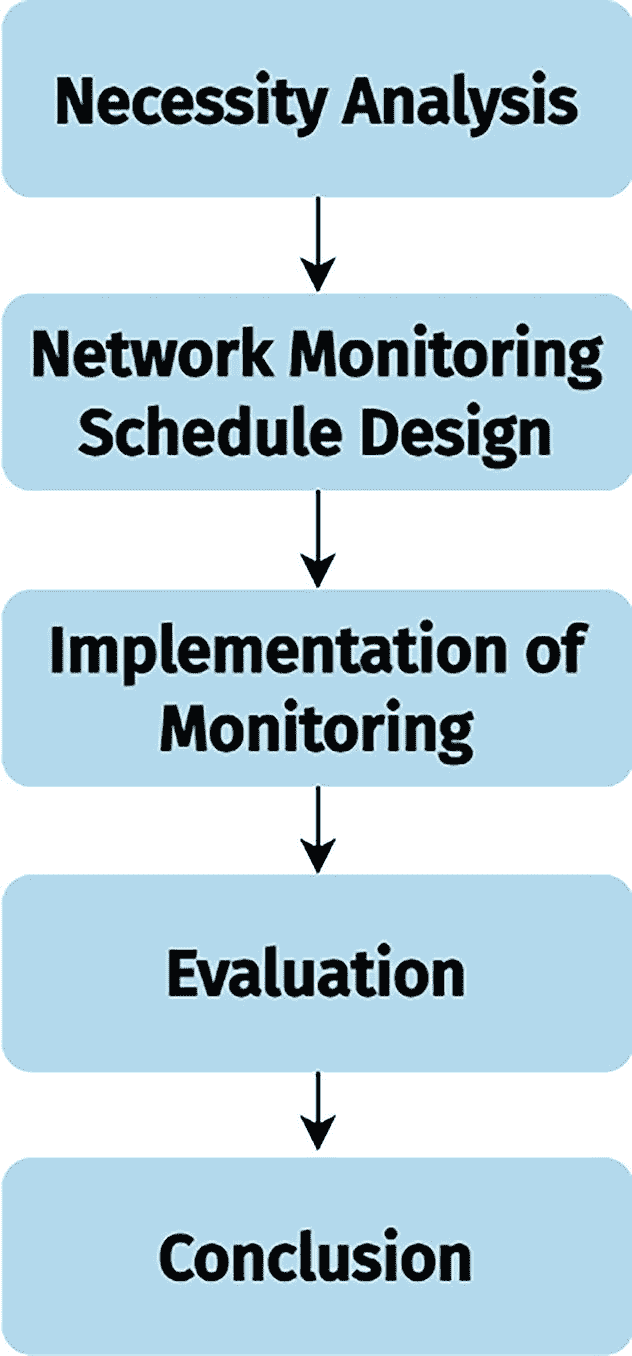 Necessity Analysis
Network Monitoring
Schedule Design
Implementation of
Monitoring
Evaluation
Conclusion